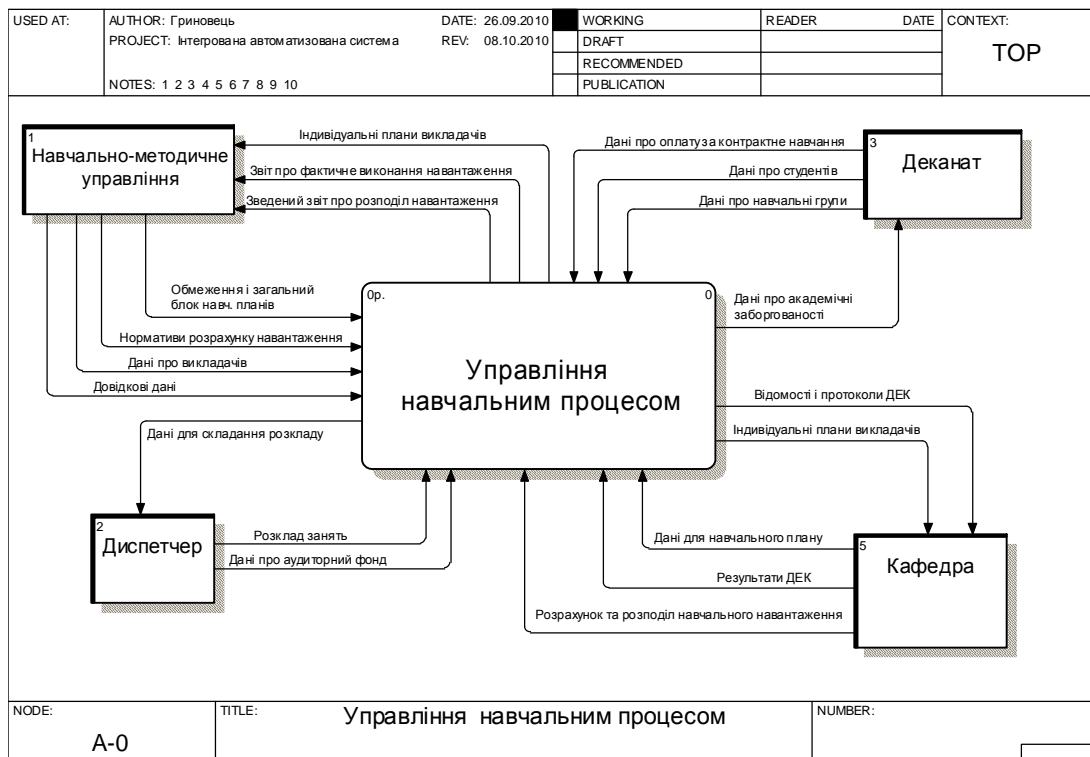 USED AT:
AUTHOR: Гриновець
DATE: 26.09.2010
PROJECT: Інтегрована автоматизована система
REV: 08.10.2010
NOTES: 1 2 3 4 5 6 7 8 9 10
WORKING
DRAFT
RECOMMENDED
PUBLICATION
READER
DATE
CONTEXT:
TOP
1
Навчально-методичне
управління
Індивідуальні плани викладачів
Звіт про фактичне виконання навантаження
Зведений звіт про розподіл навантаження
Дані про оплату за контрактне навчання
Дані про студентів
Дані про навчальні групи
3
Деканат
Обмеження і загальний
блок навч. планів
Нормативи розрахунку навантаження
Дані про викладачів
Довідкові дані
0р.
0
Управління
навчальним процесом
Дані про академічні
заборгованості
Відомості і протоколи ДЕК
Індивідуальні плани викладачів
Дані для складання розкладу
2
Диспетчер
Розклад занять
Дані про аудиторний фонд
Дані для навчального плану
Результати ДЕК
Розрахунок та розподіл навчального навантаження
5
Кафедра
NODE:
A-0
TITLE:
Управління навчальним процесом
NUMBER: